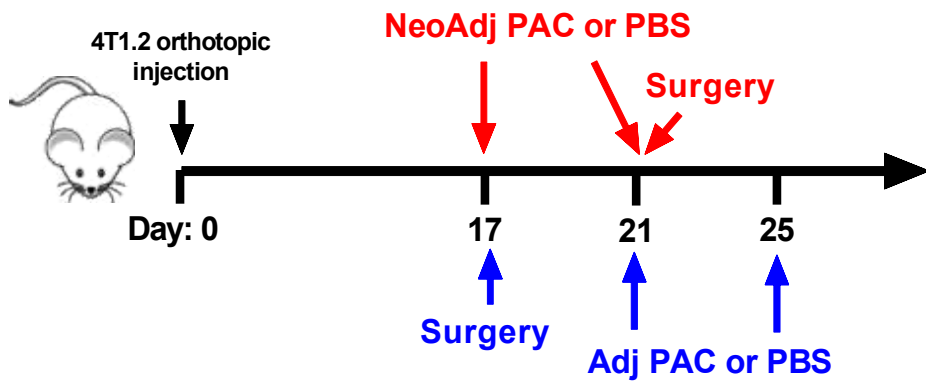 NeoAdj PAC or PBS
4T1.2 orthotopic
injection
Surgery
Day: 0
17
21
25
Surgery
Adj PAC or PBS